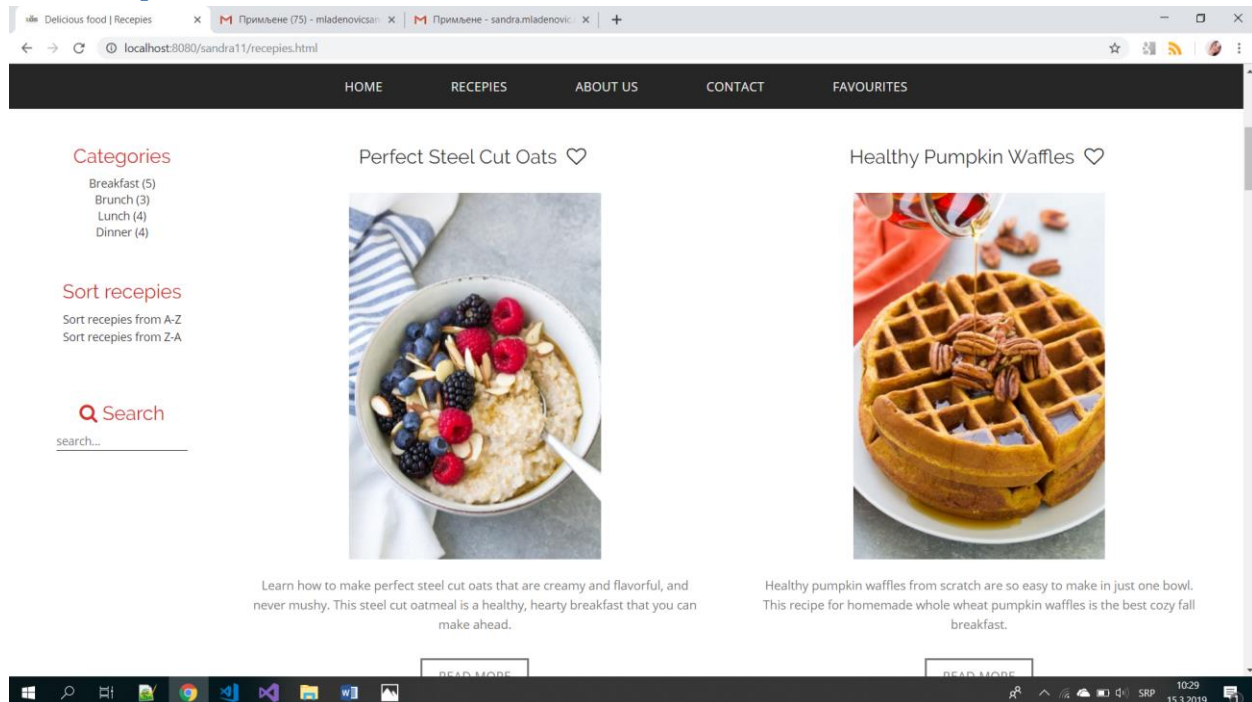 Delicious food | Recepies
Примљене (75) - mladenovicsan
Примљене - sandra.mladenovic.
localhost:8080/sandra11/recepies.html
HOME RECEPIES ABOUT US CONTACT FAVOURITES
Categories
Breakfast (5)
Brunch (3)
Lunch (4)
Dinner (4)
Sort recepies
Sort recepies from A-Z
Sort recepies from Z-A
Search
search...
Perfect Steel Cut Oats
Learn how to make perfect steel cut oats that are creamy and flavorful, and
never mushy. This steel cut oatmeal is a healthy, hearty breakfast that you can
make ahead.
READ MORE
Healthy Pumpkin Waffles
Healthy pumpkin waffles from scratch are so easy to make in just one bowl.
This recipe for homemade whole wheat pumpkin waffles is the best cozy fall
breakfast.
READ MORE
SRP
10:29
15.3.2019